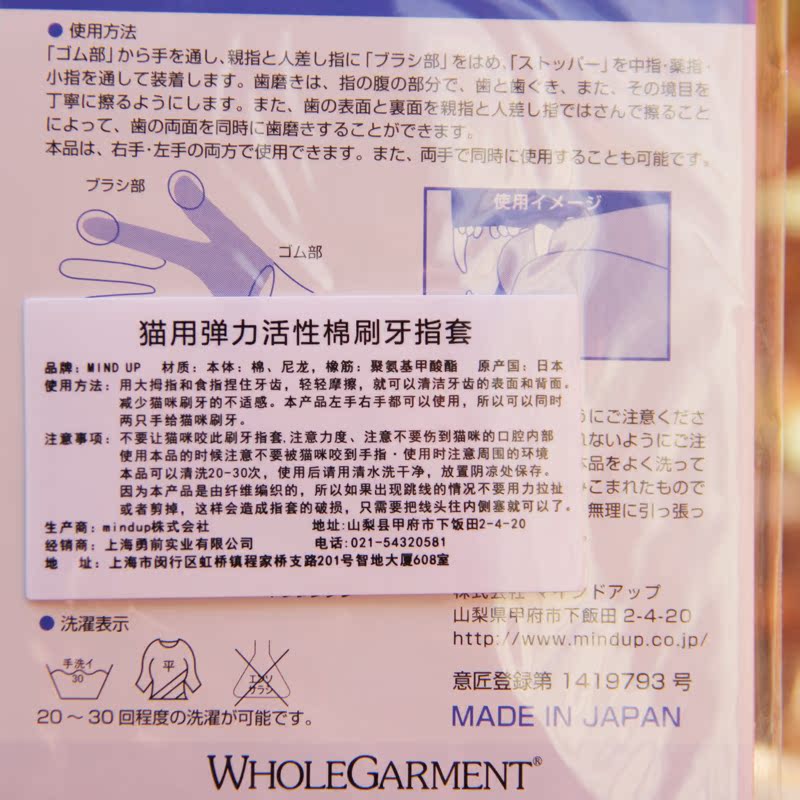 ● 使用方法
「ゴム部」から手を通し、親指と人差し指に「ブラシ部」をはめ、「ストッパー」を中指・薬指・
小指を通して装着します。歯磨きは、指の腹の部分で、歯と歯ぐき、また、その境目を
丁寧に擦るようにします。また、歯の表面と裏面を親指と人差し指ではさんで擦ること
によって、歯の両面を同時に歯磨きすることができます。
本品は、右手・左手の両方で使用できます。また、両手で同時に使用することも可能です。
ブラシ部
使用イメージ
ゴム部
猫用弹力活性棉刷牙指套
品牌：MIND UP 材质：本体：棉、尼龙，橡筋：聚氨基甲酸酯 原产国：日本
使用方法：用大拇指和食指捏住牙齿，轻轻摩擦，就可以清洁牙齿的表面和背面。
减少猫咪刷牙的不适感。本产品左手右手都可以使用，所以可以同时
两只手给猫咪刷牙。
注意事项：不要让猫咪咬此刷牙指套，注意力度、注意不要伤到猫咪的口腔内部
使用本品的时候注意不要被猫咪咬到手指·使用时注意周围的环境
本品可以清洗20-30次，使用后请用清水洗干净，放置阴凉处保存。
因为本产品是由纤维编织的，所以如果出现跳线的情况不要用力拉扯
或者剪掉，这样会造成指套的破损，只需要把线头往内侧塞就可以了。
生产商：mindup株式会社 地址:山梨县甲府市下饭田2-4-20
经销商：上海勇前实业有限公司 电话:021-54320581
地 址：上海市闵行区虹桥镇程家桥支路201号智地大厦608室
にご注意くださ
れないようにご注
品をよく洗って
こまれたもので
無理に引っ張っ
株式会社 マインドアップ
山梨県甲府市下飯田 2-4-20
http://www.mindup.co.jp/
● 洗濯表示
手洗イ
30
平
エンソ
サラシ
20～30回程度の洗濯が可能です。
意匠登録第 1419793 号
MADE IN JAPAN
WHOLEGARMENT®